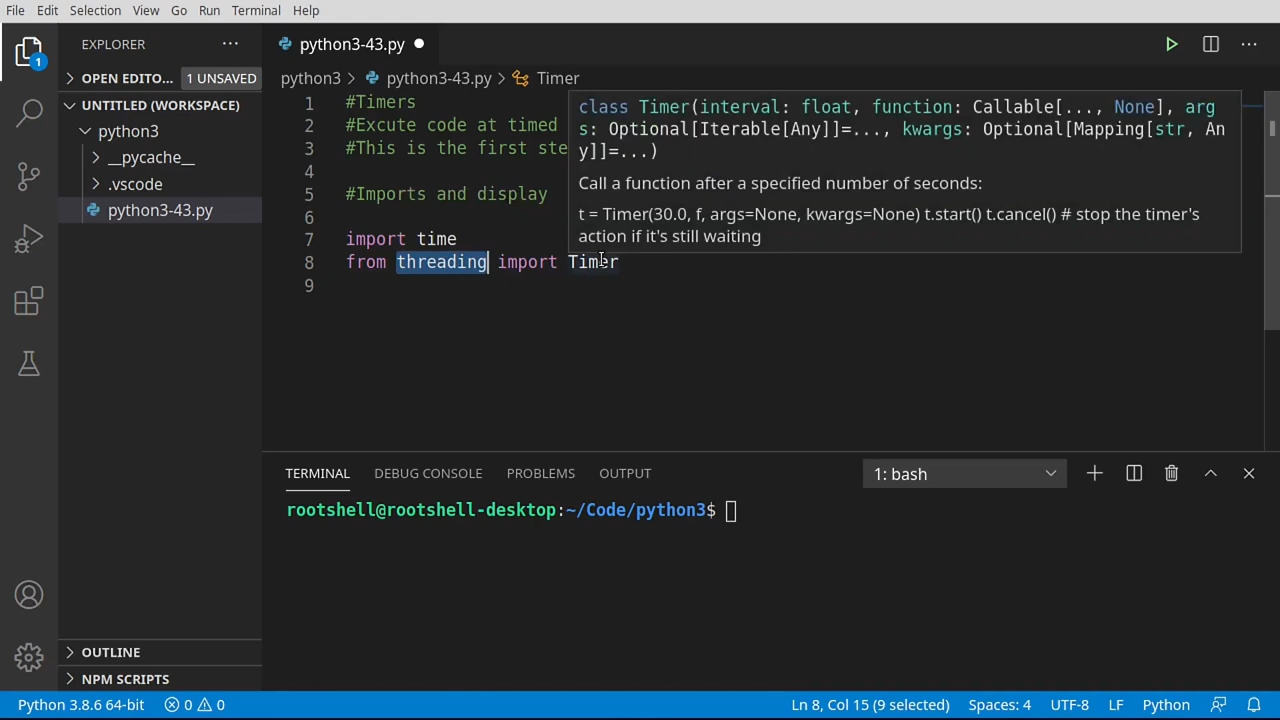 File Edit Selection View Go Run Terminal Help
EXPLORER
python3-43.py
1
OPEN EDITO... 1 UNSAVED
UNTITLED (WORKSPACE)
python3
__pycache__
.vscode
python3-43.py
OUTLINE
NPM SCRIPTS
python3 > python3-43.py > Timer
1 #Timers
2 #Excute code at timed
3 #This is the first ste
4
5 #Imports and display
6
7 import time
8 from threading import Timer
9
class Timer(interval: float, function: Callable[..., None], arg
s: Optional[Iterable[Any]]=..., kwargs: Optional[Mapping[str, An
y]]=...)
Call a function after a specified number of seconds:
t = Timer(30.0, f, args=None, kwargs=None) t.start() t.cancel() # stop the timer's
action if it's still waiting
TERMINAL DEBUG CONSOLE PROBLEMS OUTPUT 1: bash
rootshell@rootshell-desktop:~/Code/python3$
Python 3.8.6 64-bit 0 0 Ln 8, Col 15 (9 selected) Spaces: 4 UTF-8 LF Python